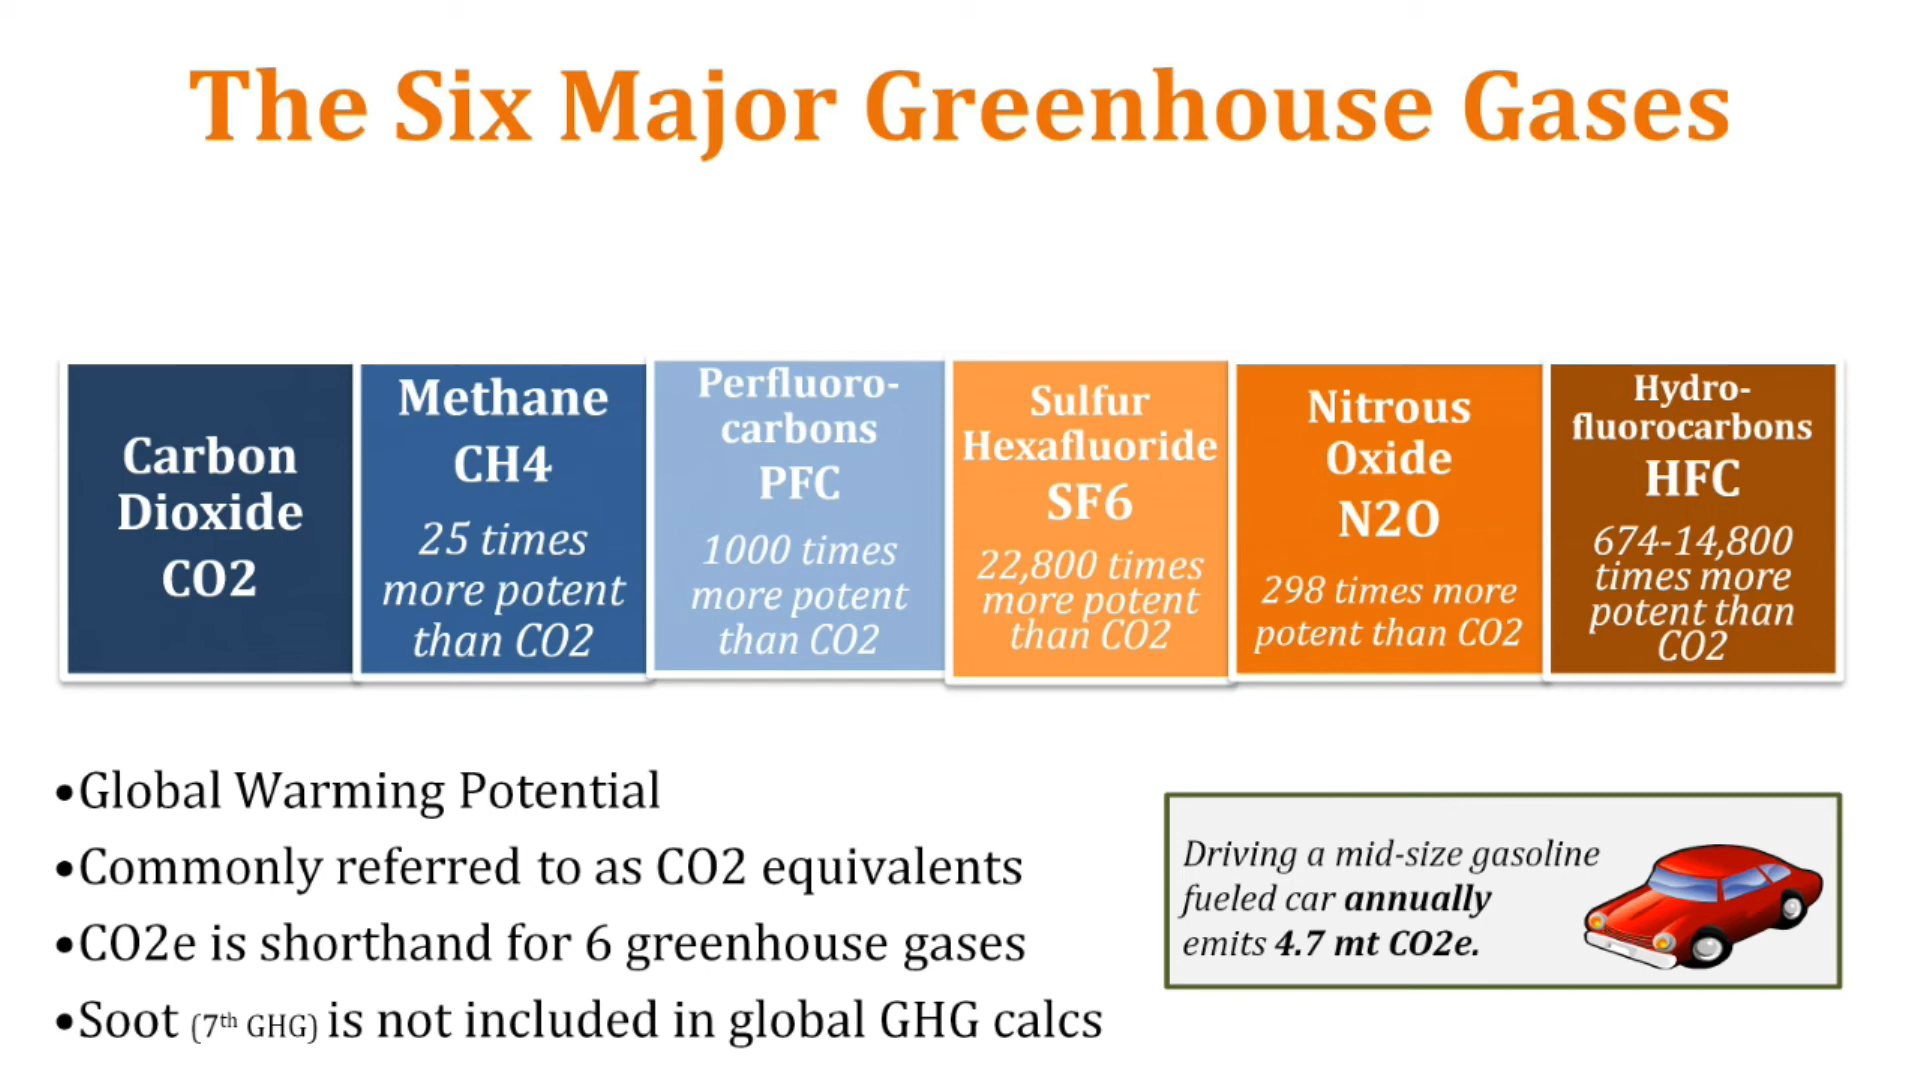 The Six Major Greenhouse Gases
Carbon
Dioxide
CO2
Methane
CH4
25 times
more potent
than CO2
Perfluoro-
carbons
PFC
1000 times
more potent
than CO2
Sulfur
Hexafluoride
SF6
22,800 times
more potent
than CO2
Nitrous
Oxide
N2O
298 times more
potent than CO2
Hydro-
fluorocarbons
HFC
674-14,800
times more
potent than
CO2
•Global Warming Potential
•Commonly referred to as CO2 equivalents
•CO2e is shorthand for 6 greenhouse gases
•Soot (7th GHG) is not included in global GHG calcs
Driving a mid-size gasoline
fueled car annually
emits 4.7 mt CO2e.